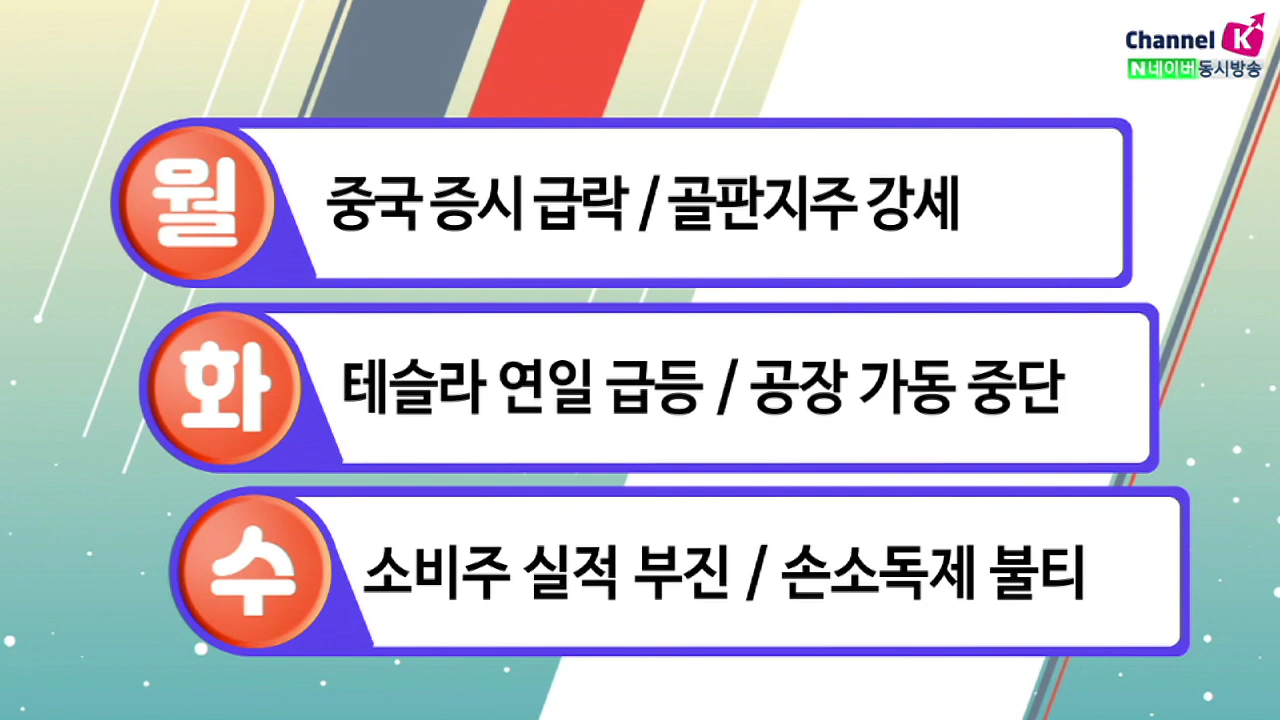 Channel K
N 네이버 동시방송
월
중국 증시 급락 / 골판지주 강세
화
테슬라 연일 급등 / 공장 가동 중단
수
소비주 실적 부진 / 손소독제 불티